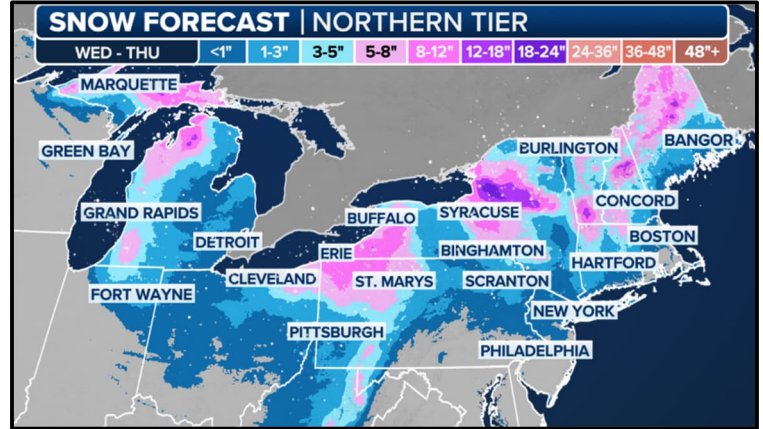 SNOW FORECAST | NORTHERN TIER
WED - THU <1" 1-3" 3-5" 5-8" 8-12" 12-18" 18-24" 24-36" 36-48" 48"+
MARQUETTE
GREEN BAY
BURLINGTON
BANGOR
GRAND RAPIDS
BUFFALO
SYRACUSE
CONCORD
DETROIT
ERIE
BINGHAMTON
BOSTON
CLEVELAND
ST. MARYS
SCRANTON
HARTFORD
FORT WAYNE
NEW YORK
PITTSBURGH
PHILADELPHIA